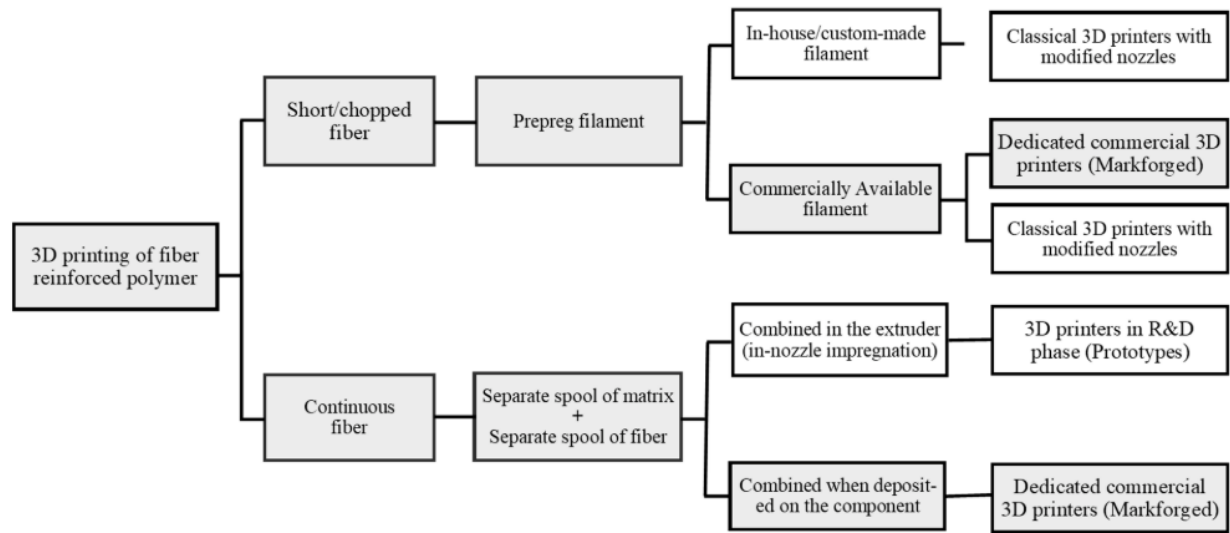 In-house/custom-made
filament
Classical 3D printers with
modified nozzles
Short/chopped
fiber
Prepreg filament
Dedicated commercial 3D
printers (Markforged)
Commercially Available
filament
Classical 3D printers with
modified nozzles
3D printing of fiber
reinforced polymer
Combined in the extruder
(in-nozzle impregnation)
3D printers in R&D
phase (Prototypes)
Continuous
fiber
Separate spool of matrix
+
Separate spool of fiber
Combined when deposit-
ed on the component
Dedicated commercial
3D printers (Markforged)